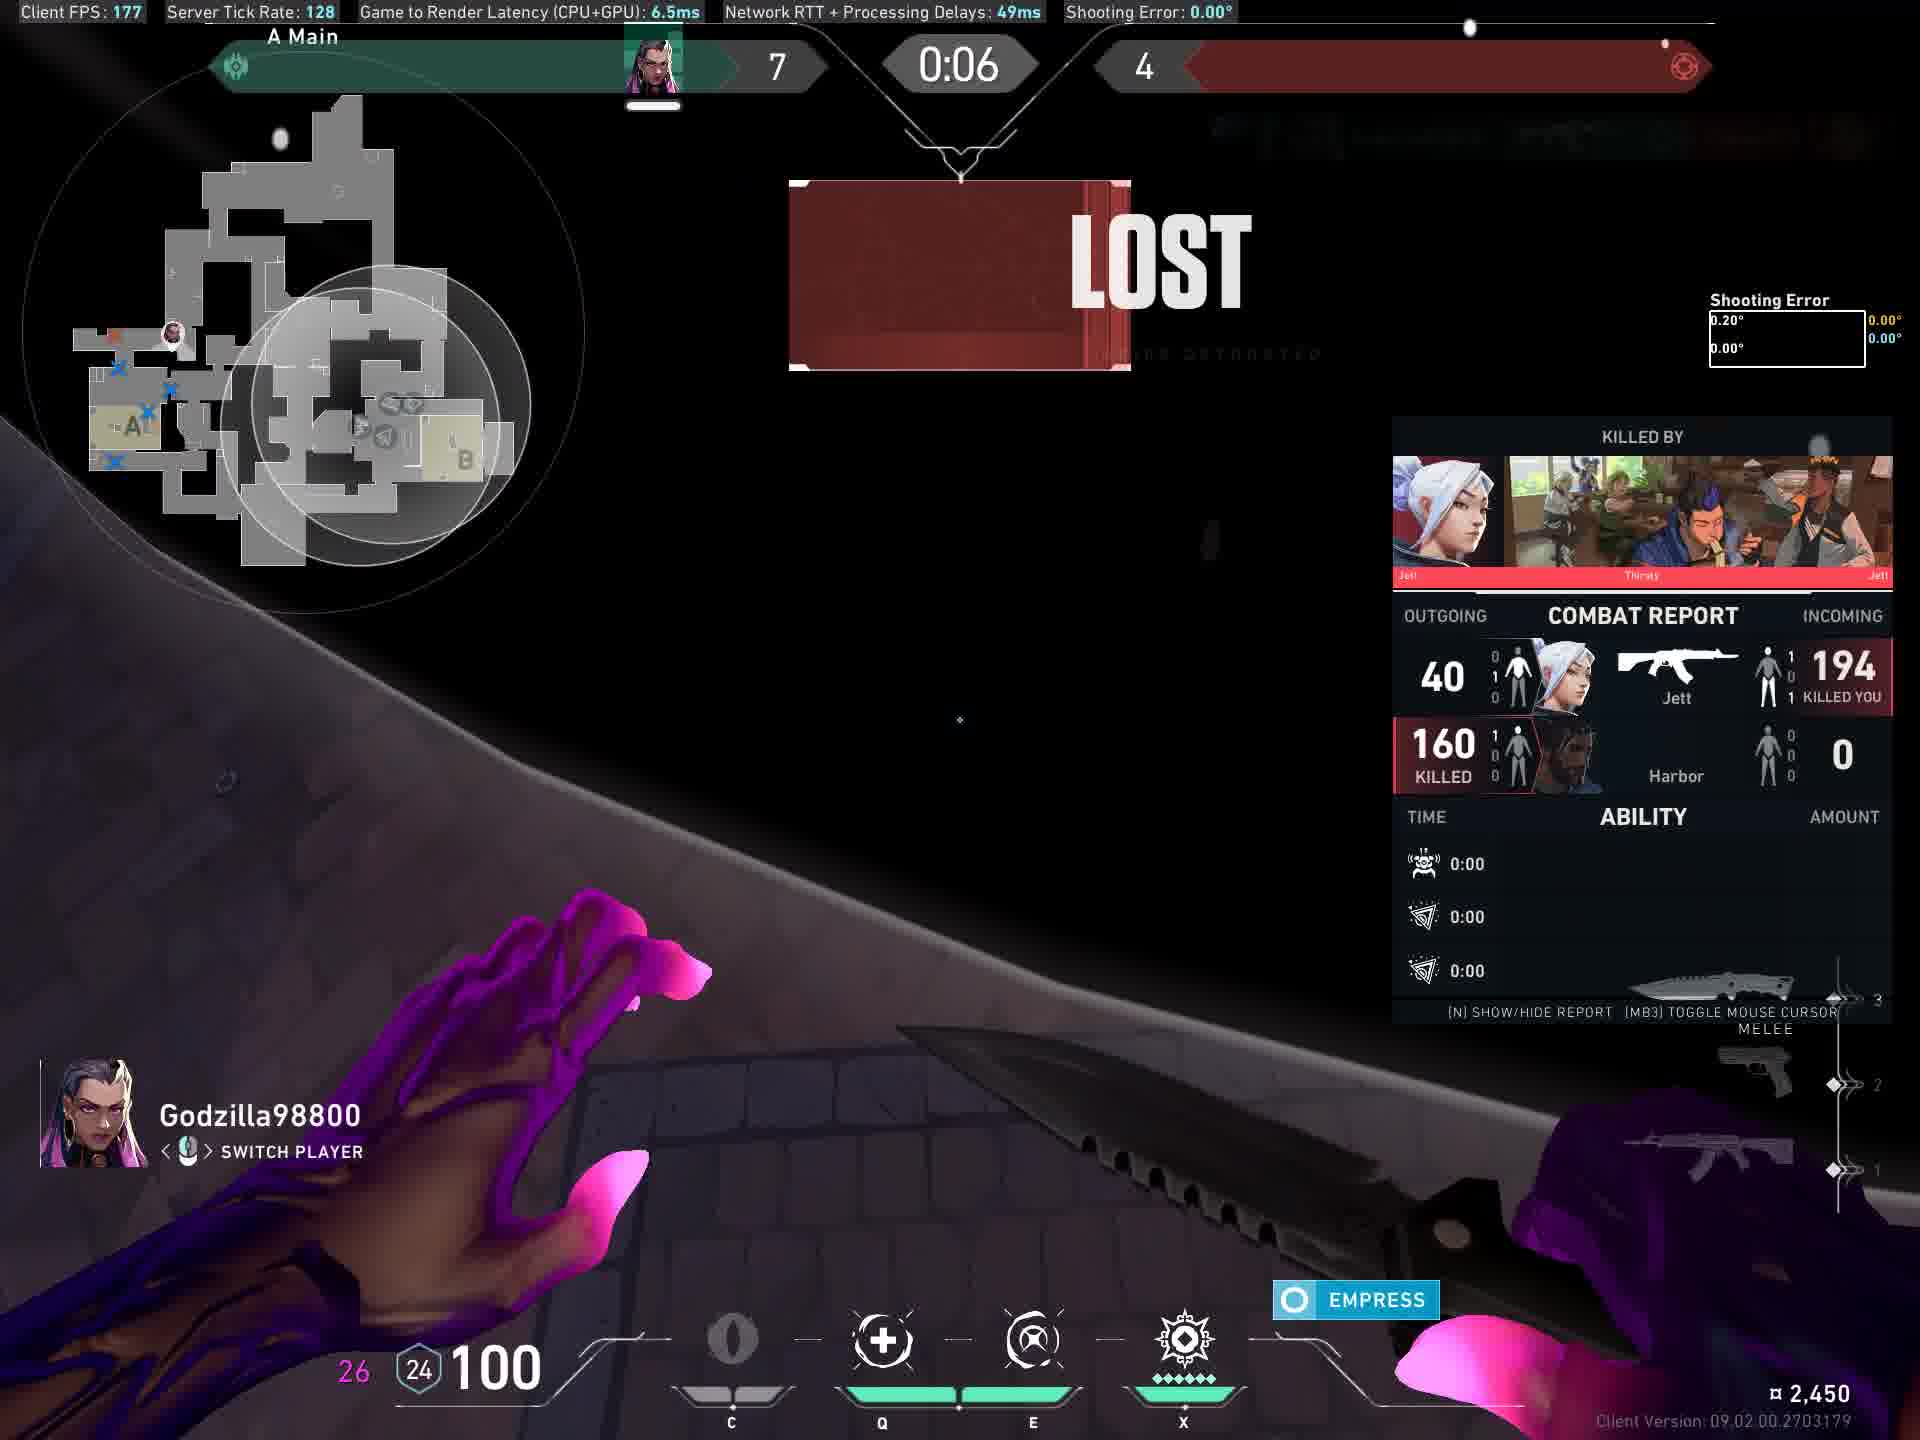 Client FPS: 177 Server Tick Rate: 128 Game to Render Latency (CPU+GPU): 6.5ms Network RTT + Processing Delays: 49ms Shooting Error: 0.00°
A Main
7 0:06 4
LOST
SPIKE DETONATED
Shooting Error
0.20° 0.00°
0.00° 0.00°
A
B
KILLED BY
Jett Thirsty Jett
OUTGOING COMBAT REPORT INCOMING
40 0 1 0 Jett 1 0 1 194 KILLED YOU
160 KILLED 1 0 0 Harbor 0 0 0 0
TIME ABILITY AMOUNT
0:00
0:00
0:00
[N] SHOW/HIDE REPORT [MB3] TOGGLE MOUSE CURSOR
3
MELEE
2
1
Godzilla98800
< > SWITCH PLAYER
EMPRESS
26 24 100
C Q E X
¤ 2,450
Client Version: 09.02.00.2703179